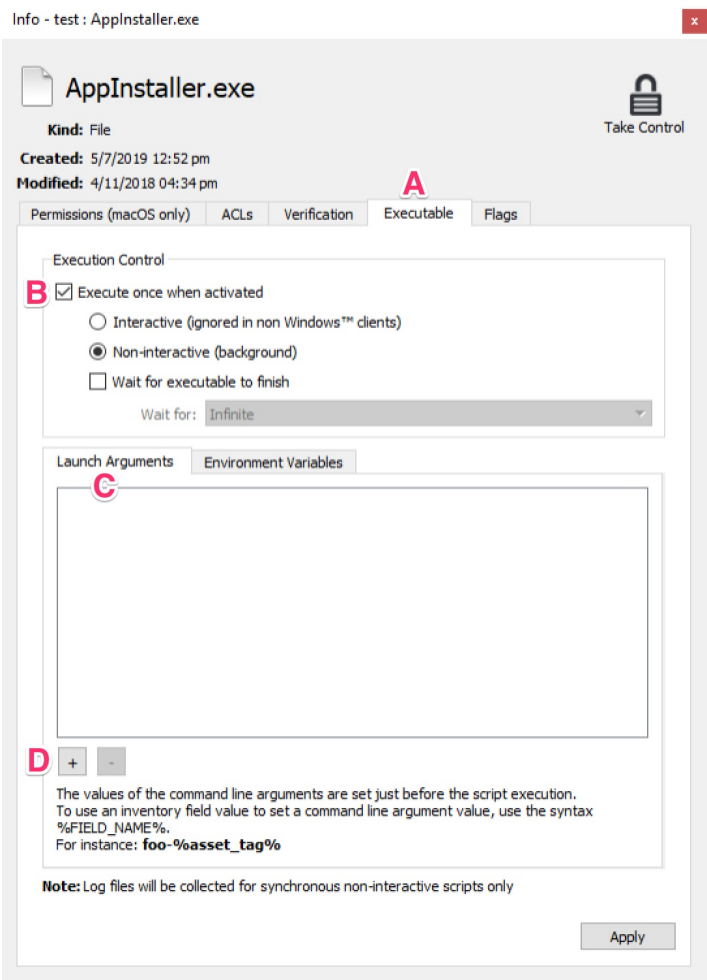 Info - test : AppInstaller.exe
x
AppInstaller.exe
Take Control
Kind: File
Created: 5/7/2019 12:52 pm
Modified: 4/11/2018 04:34 pm
A
Permissions (macOS only) ACLs Verification Executable Flags
Execution Control
B Execute once when activated
Interactive (ignored in non Windows™ clients)
Non-interactive (background)
Wait for executable to finish
Wait for: Infinite
Launch Arguments Environment Variables
C
D + -
The values of the command line arguments are set just before the script execution.
To use an inventory field value to set a command line argument value, use the syntax
%FIELD_NAME%.
For instance: foo-%asset_tag%
Note: Log files will be collected for synchronous non-interactive scripts only
Apply